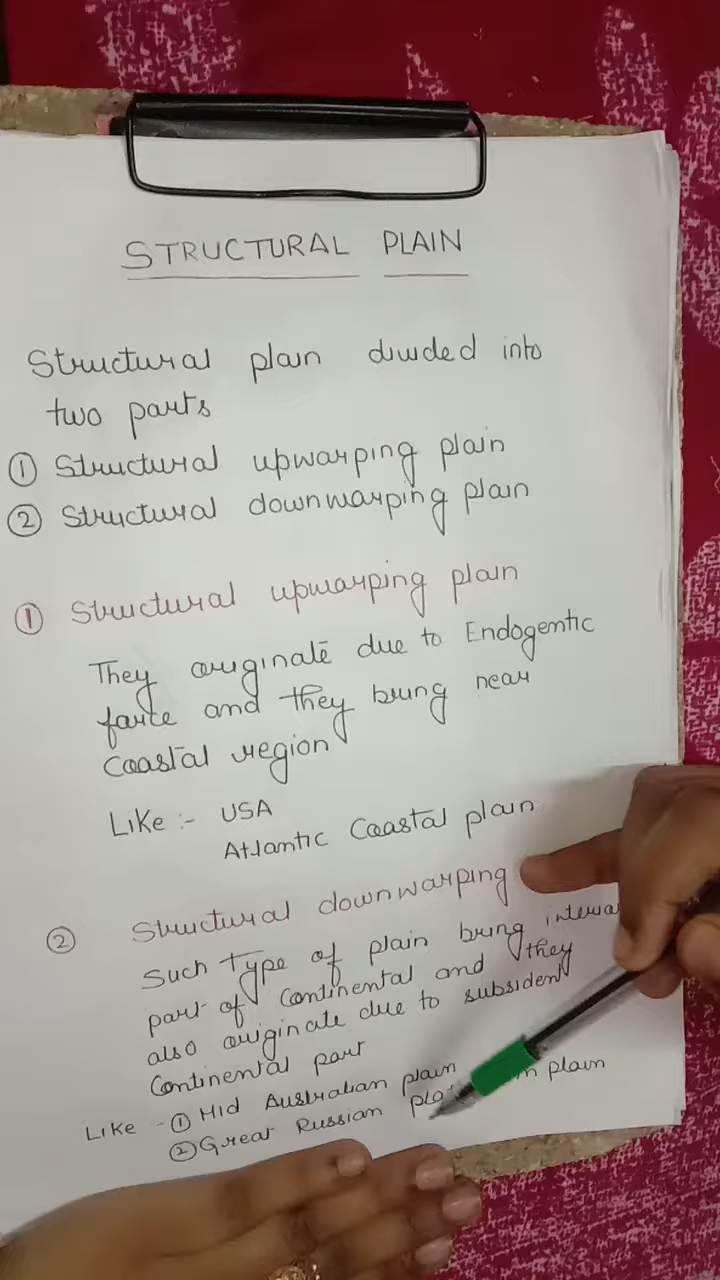 STRUCTURAL PLAIN
Structural plain divided into
two parts
① Structural upwarping plain
② Structural downwarping plain
① Structural upwarping plain
They originate due to Endogentic
farce and they bring near
Coastal region
Like :- USA
Atlantic Coastal plain
② Structural downwarping
Such Type of plain bring
part of Continental and they
also originate due to subsident
Continental part
Like - ① Mid Australian plain
② Great Russian plain